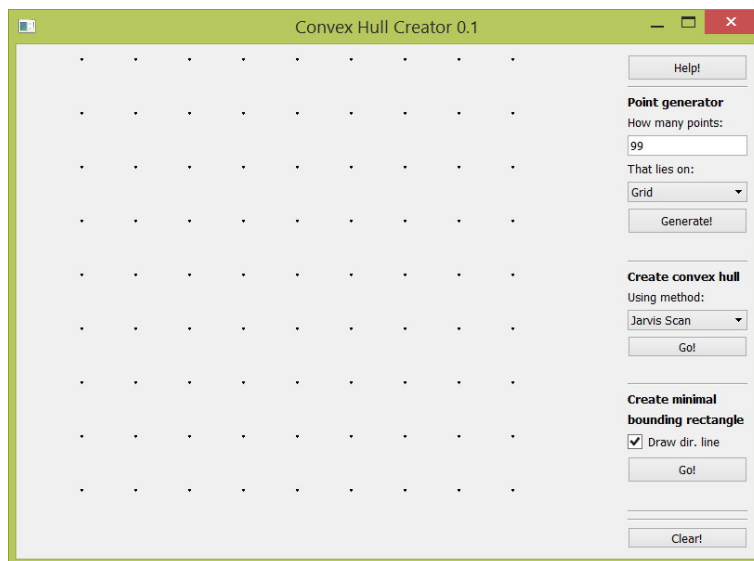 Convex Hull Creator 0.1
Help!
Point generator
How many points:
99
That lies on:
Grid
Generate!
Create convex hull
Using method:
Jarvis Scan
Go!
Create minimal
bounding rectangle
Draw dir. line
Go!
Clear!